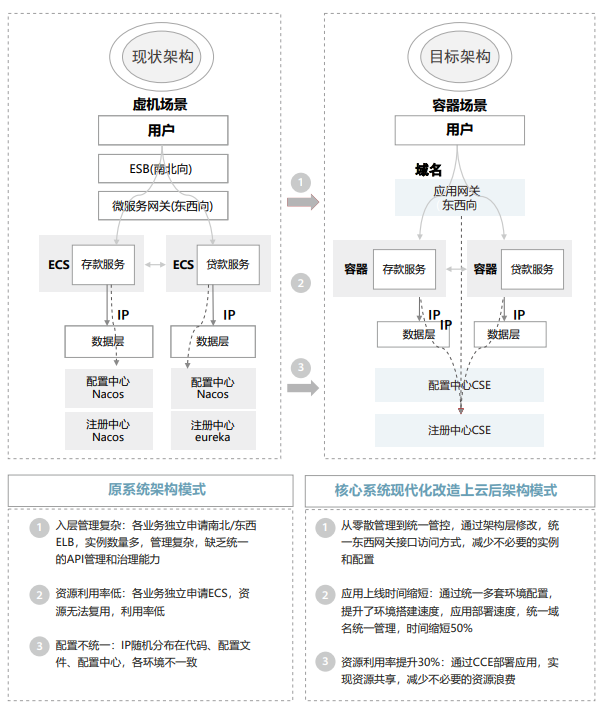 现状架构
虚机场景
用户
ESB(南北向)
微服务网关(东西向)
ECS
存款服务
ECS
贷款服务
IP
IP
数据层
数据层
配置中心
Nacos
配置中心
Nacos
注册中心
Nacos
注册中心
eureka
1
2
3
目标架构
容器场景
用户
域名
应用网关
东西向
容器
存款服务
容器
贷款服务
IP
IP
IP
数据层
数据层
配置中心CSE
注册中心CSE
原系统架构模式
1
入层管理复杂：各业务独立申请南北/东西
ELB，实例数量多，管理复杂，缺乏统一
的API管理和治理能力
2
资源利用率低：各业务独立申请ECS，资
源无法复用，利用率低
3
配置不统一：IP随机分布在代码、配置文
件、配置中心，各环境不一致
核心系统现代化改造上云后架构模式
1
从零散管理到统一管控，通过架构层修改，统
一东西网关接口访问方式，减少不必要的实例
和配置
2
应用上线时间缩短：通过统一多套环境配置，
提升了环境搭建速度，应用部署速度，统一域
名统一管理，时间缩短50%
3
资源利用率提升30%：通过CCE部署应用，实
现资源共享，减少不必要的资源浪费